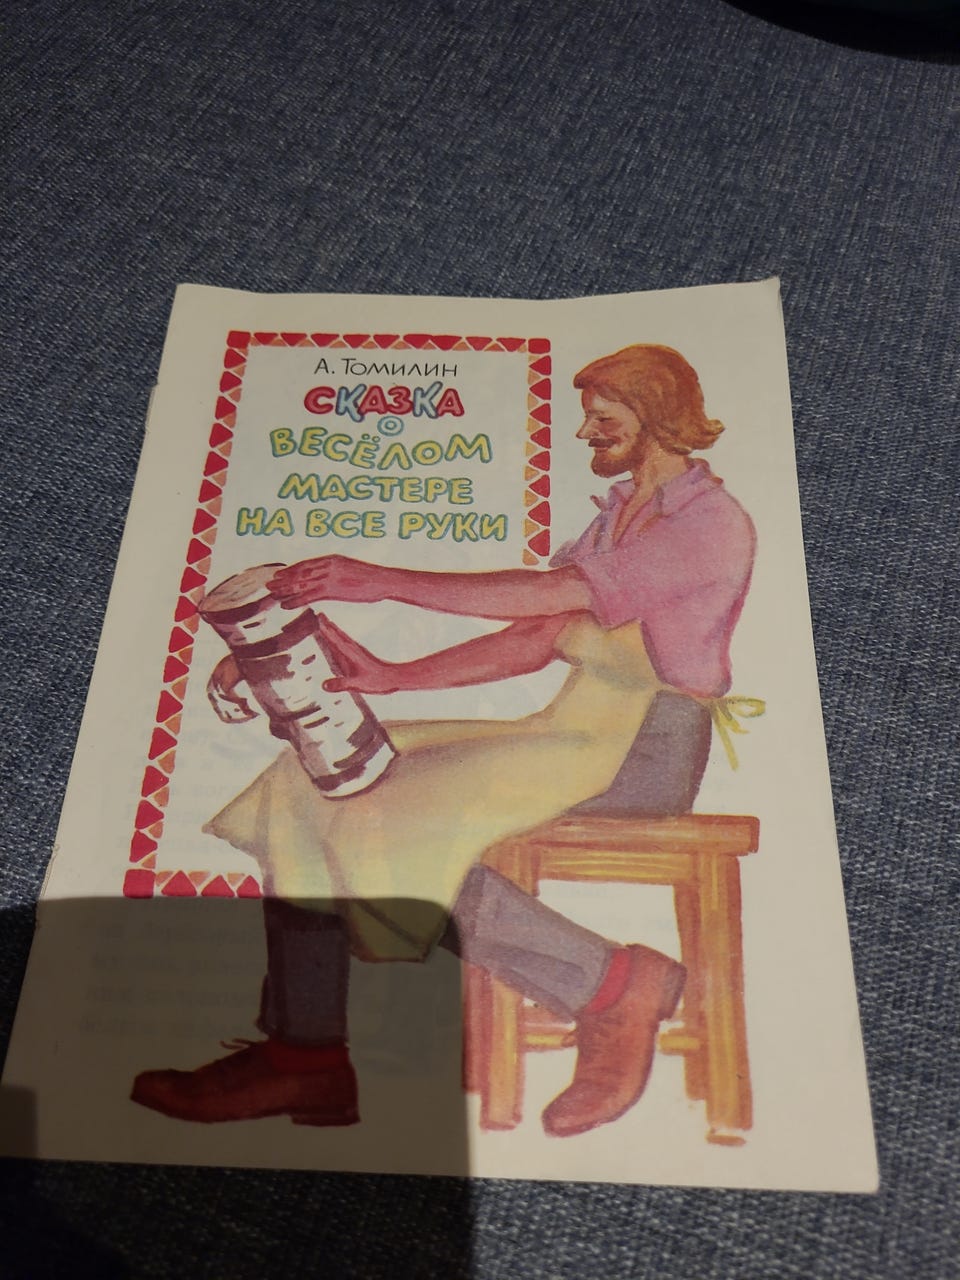 А. Томилин
СКАЗКА
О
ВЕСЁЛОМ
МАСТЕРЕ
НА ВСЕ РУКИ